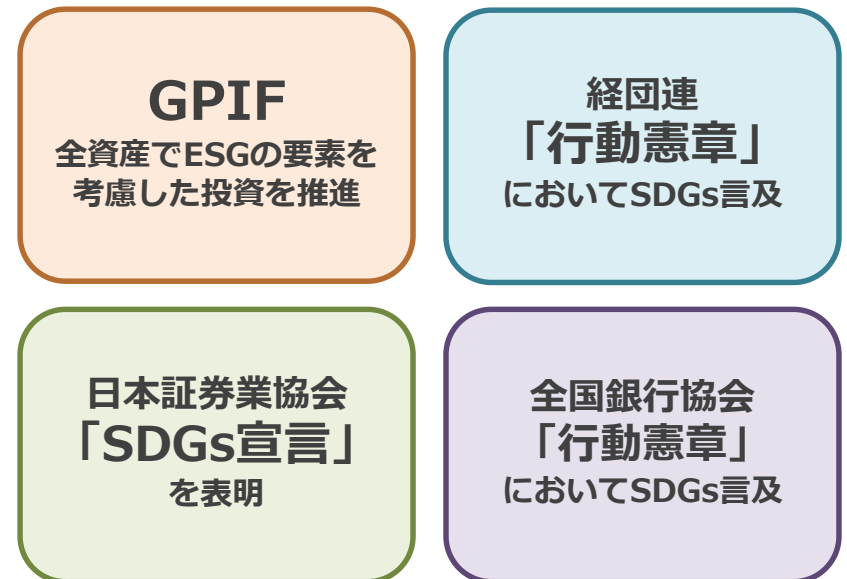 GPIF
全資産でESGの要素を
考慮した投資を推進
経団連
「行動憲章」
においてSDGs言及
日本証券業協会
「SDGs宣言」
を表明
全国銀行協会
「行動憲章」
においてSDGs言及